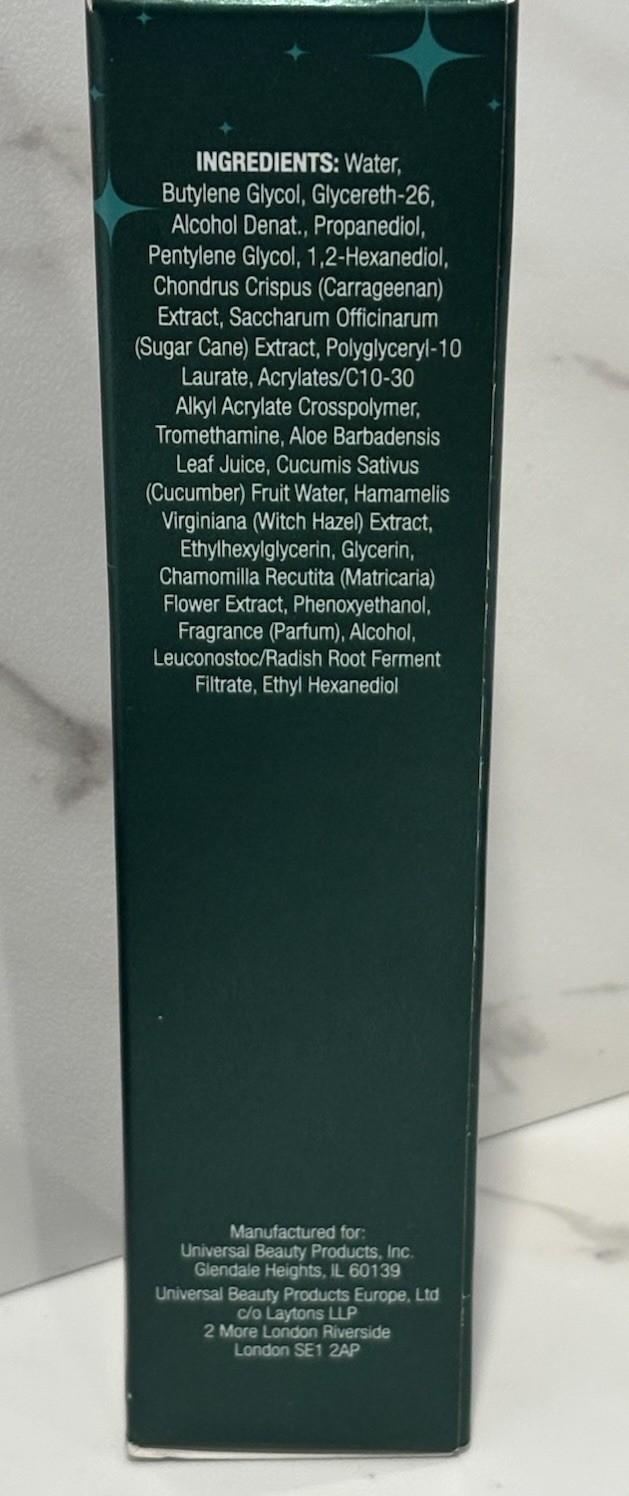 INGREDIENTS: Water,
Butylene Glycol, Glycereth-26,
Alcohol Denat., Propanediol,
Pentylene Glycol, 1,2-Hexanediol,
Chondrus Crispus (Carrageenan)
Extract, Saccharum Officinarum
(Sugar Cane) Extract, Polyglyceryl-10
Laurate, Acrylates/C10-30
Alkyl Acrylate Crosspolymer,
Tromethamine, Aloe Barbadensis
Leaf Juice, Cucumis Sativus
(Cucumber) Fruit Water, Hamamelis
Virginiana (Witch Hazel) Extract,
Ethylhexylglycerin, Glycerin,
Chamomilla Recutita (Matricaria)
Flower Extract, Phenoxyethanol,
Fragrance (Parfum), Alcohol,
Leuconostoc/Radish Root Ferment
Filtrate, Ethyl Hexanediol
Manufactured for:
Universal Beauty Products, Inc.
Glendale Heights, IL 60139
Universal Beauty Products Europe, Ltd
c/o Laytons LLP
2 More London Riverside
London SE1 2AP